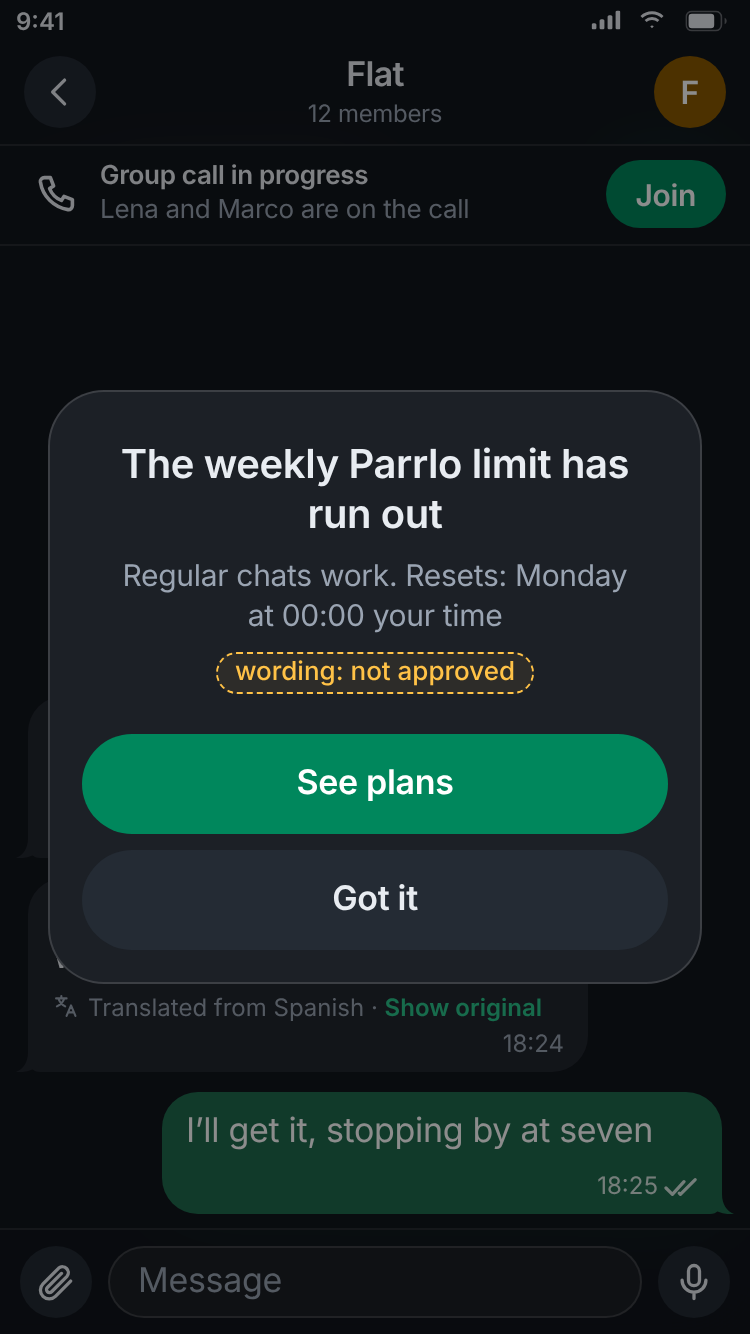 9:41
Flat
12 members
F
Group call in progress
Lena and Marco are on the call
Join
The weekly Parrlo limit has
run out
Regular chats work. Resets: Monday
at 00:00 your time
wording: not approved
See plans
Got it
Translated from Spanish · Show original
18:24
I’ll get it, stopping by at seven
18:25
Message